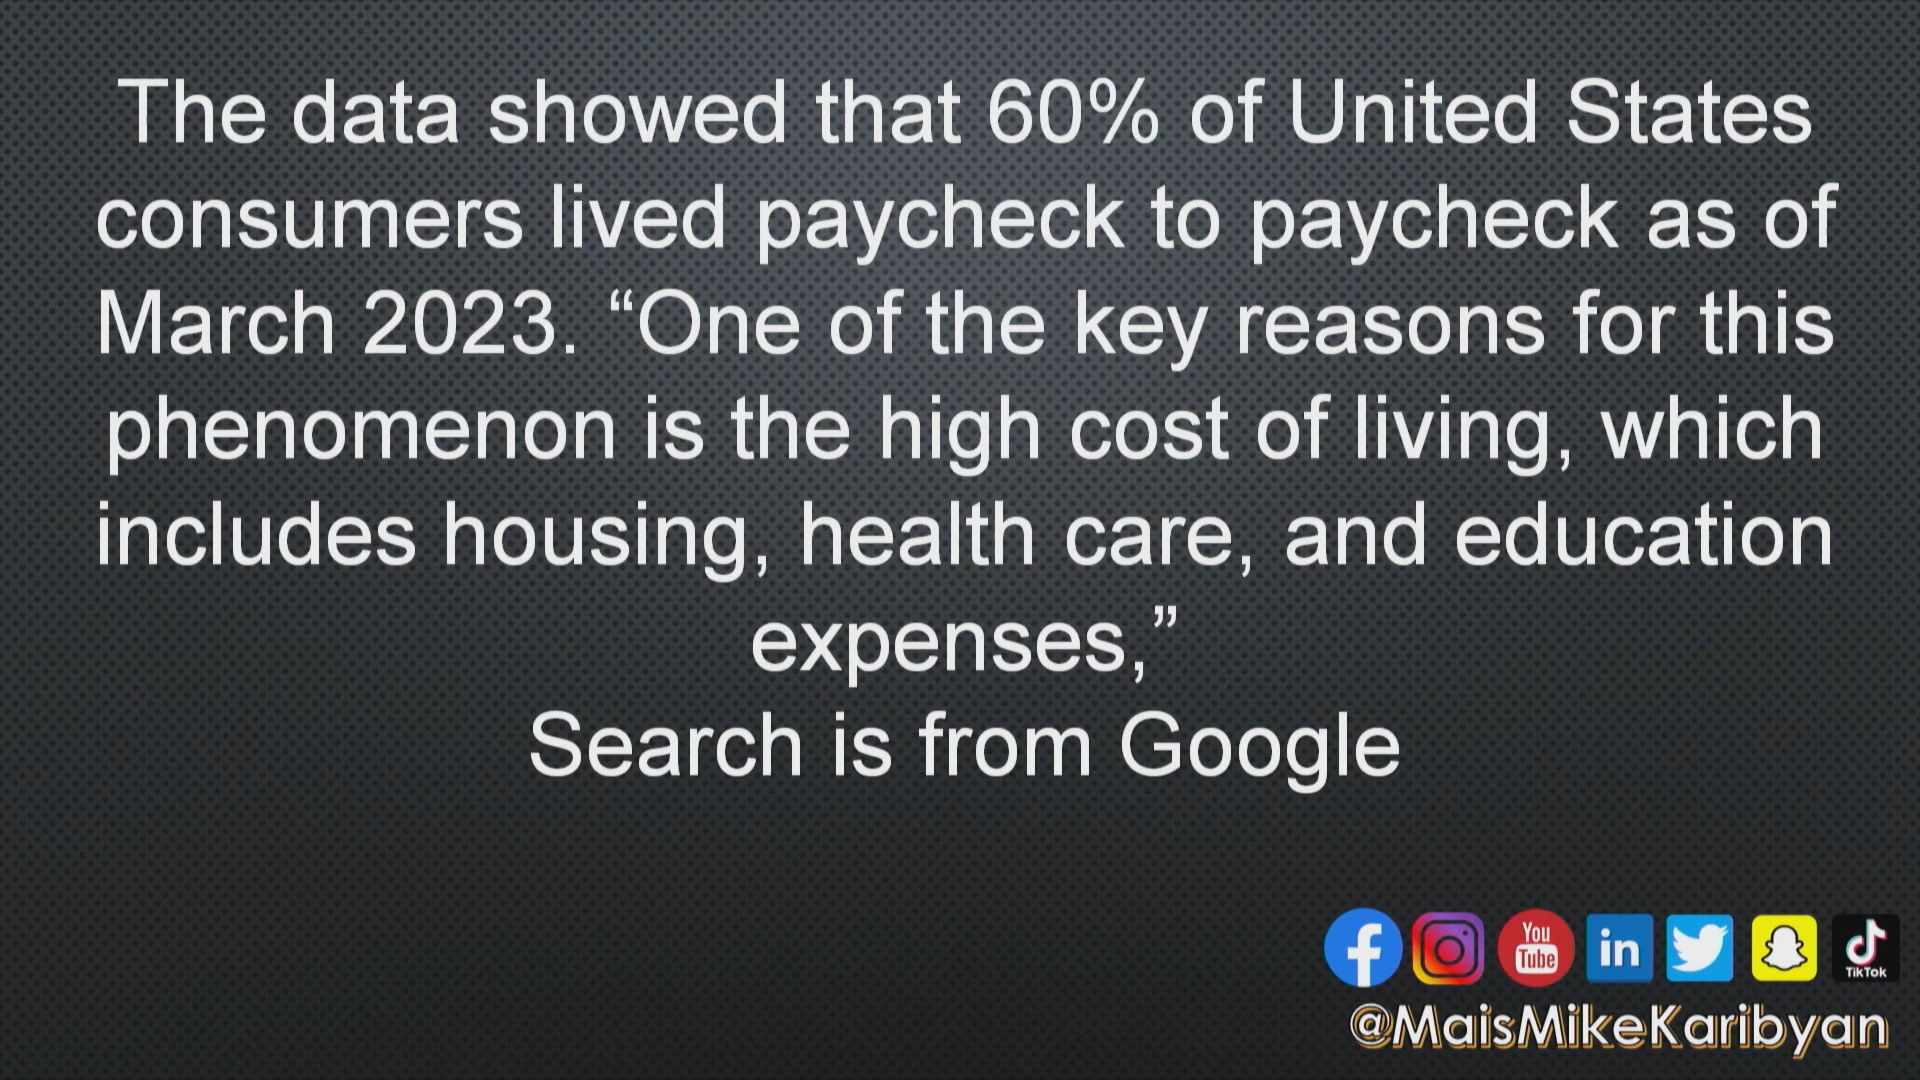 The data showed that 60% of United States
consumers lived paycheck to paycheck as of
March 2023. “One of the key reasons for this
phenomenon is the high cost of living, which
includes housing, health care, and education
expenses,”
Search is from Google
You
Tube
in
TikTok
@MaisMikeKaribyan